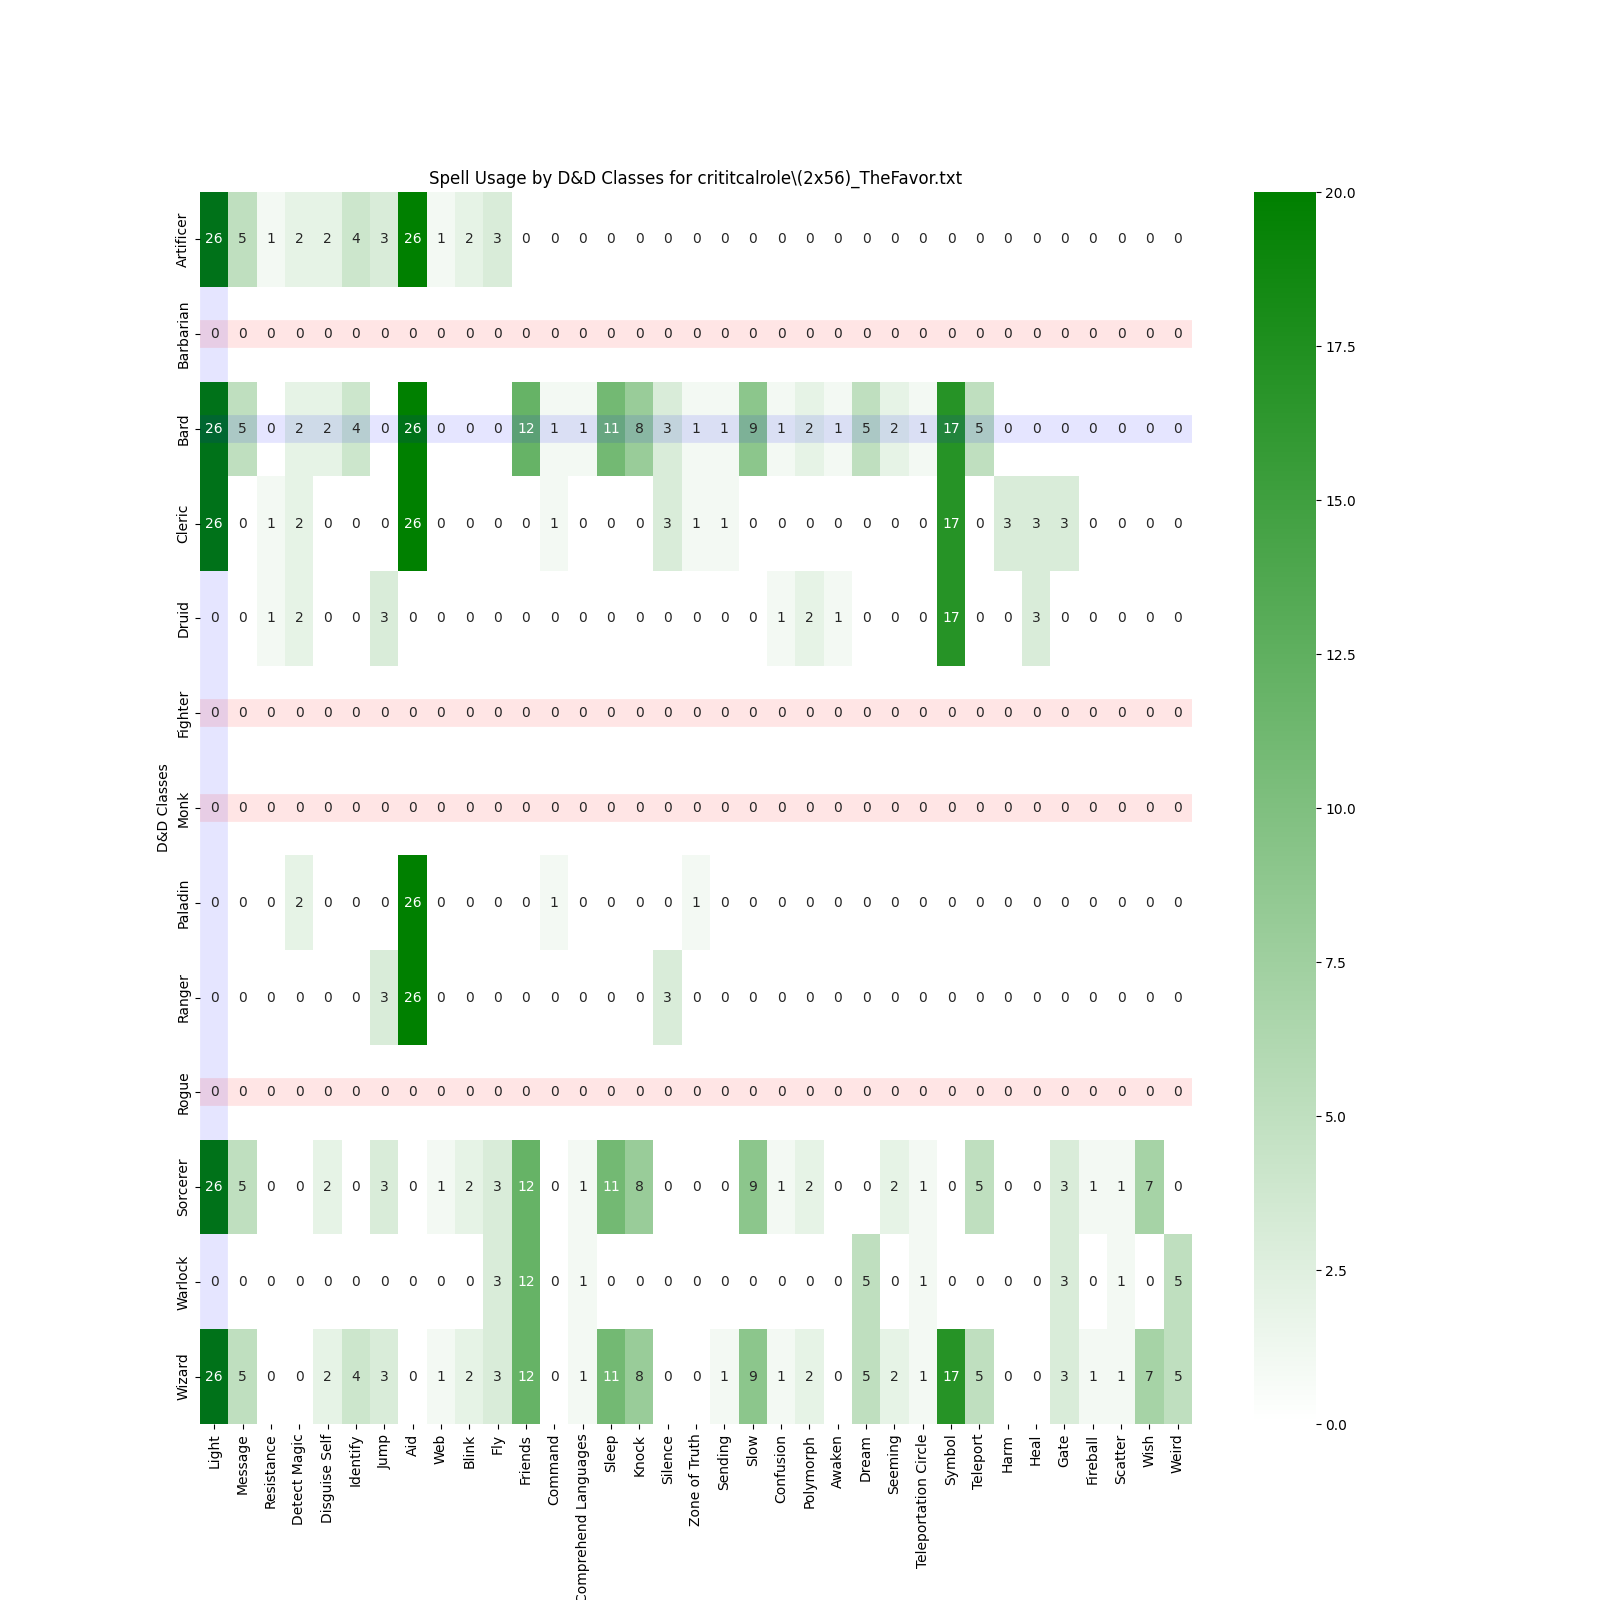 Spell Usage by D&D Classes for crititcalrole\(2x56)_TheFavor.txt
D&D Classes
Artificer 26 5 1 2 2 4 3 26 1 2 3 0 0 0 0 0 0 0 0 0 0 0 0 0 0 0 0 0 0 0 0 0 0 0 0
Barbarian 0 0 0 0 0 0 0 0 0 0 0 0 0 0 0 0 0 0 0 0 0 0 0 0 0 0 0 0 0 0 0 0 0 0 0
Bard 26 5 0 2 2 4 0 26 0 0 0 12 1 1 11 8 3 1 1 9 1 2 1 5 2 1 17 5 0 0 0 0 0 0 0
Cleric 26 0 1 2 0 0 0 26 0 0 0 0 1 0 0 0 3 1 1 0 0 0 0 0 0 0 17 0 3 3 3 0 0 0 0
Druid 0 0 1 2 0 0 3 0 0 0 0 0 0 0 0 0 0 0 0 0 1 2 1 0 0 0 17 0 0 3 0 0 0 0 0
Fighter 0 0 0 0 0 0 0 0 0 0 0 0 0 0 0 0 0 0 0 0 0 0 0 0 0 0 0 0 0 0 0 0 0 0 0
Monk 0 0 0 0 0 0 0 0 0 0 0 0 0 0 0 0 0 0 0 0 0 0 0 0 0 0 0 0 0 0 0 0 0 0 0
Paladin 0 0 0 2 0 0 0 26 0 0 0 0 1 0 0 0 0 1 0 0 0 0 0 0 0 0 0 0 0 0 0 0 0 0 0
Ranger 0 0 0 0 0 0 3 26 0 0 0 0 0 0 0 0 3 0 0 0 0 0 0 0 0 0 0 0 0 0 0 0 0 0 0
Rogue 0 0 0 0 0 0 0 0 0 0 0 0 0 0 0 0 0 0 0 0 0 0 0 0 0 0 0 0 0 0 0 0 0 0 0
Sorcerer 26 5 0 0 2 0 3 0 1 2 3 12 0 1 11 8 0 0 0 9 1 2 0 0 2 1 0 5 0 0 3 1 1 7 0
Warlock 0 0 0 0 0 0 0 0 0 0 3 12 0 1 0 0 0 0 0 0 0 0 0 5 0 1 0 0 0 0 3 0 1 0 5
Wizard 26 5 0 0 2 4 3 0 1 2 3 12 0 1 11 8 0 0 1 9 1 2 0 5 2 1 17 5 0 0 3 1 1 7 5
Light
Message
Resistance
Detect Magic
Disguise Self
Identify
Jump
Aid
Web
Blink
Fly
Friends
Command
Comprehend Languages
Sleep
Knock
Silence
Zone of Truth
Sending
Slow
Confusion
Polymorph
Awaken
Dream
Seeming
Teleportation Circle
Symbol
Teleport
Harm
Heal
Gate
Fireball
Scatter
Wish
Weird
20.0
17.5
15.0
12.5
10.0
7.5
5.0
2.5
0.0